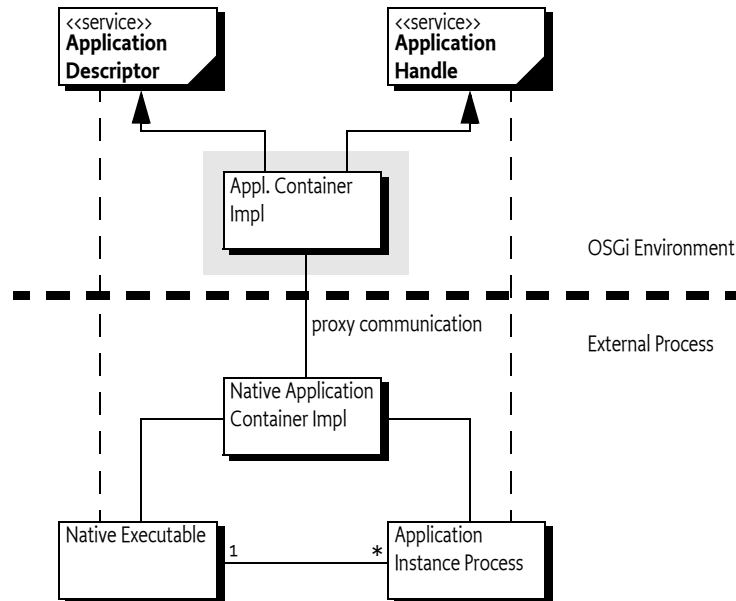 <<service>>
Application
Descriptor
<<service>>
Application
Handle
Appl. Container
Impl
OSGi Environment
proxy communication
External Process
Native Application
Container Impl
Native Executable
1
*
Application
Instance Process